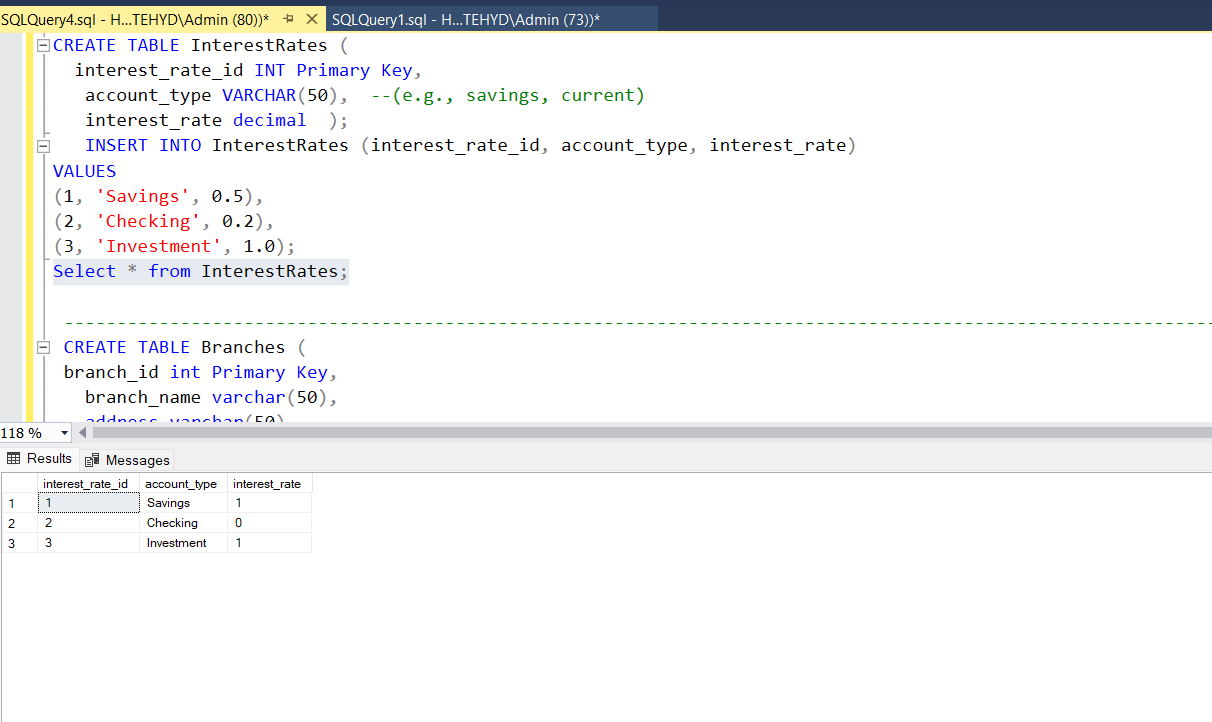 SQLQuery4.sql - H...TEHYD\Admin (80))* SQLQuery1.sql - H...TEHYD\Admin (73))*
CREATE TABLE InterestRates (
interest_rate_id INT Primary Key,
account_type VARCHAR(50), --(e.g., savings, current)
interest_rate decimal );
INSERT INTO InterestRates (interest_rate_id, account_type, interest_rate)
VALUES
(1, 'Savings', 0.5),
(2, 'Checking', 0.2),
(3, 'Investment', 1.0);
Select * from InterestRates;
CREATE TABLE Branches (
branch_id int Primary Key,
branch_name varchar(50),
address varchar(50)
118 %
Results Messages
interest_rate_id account_type interest_rate
1 1 Savings 1
2 2 Checking 0
3 3 Investment 1